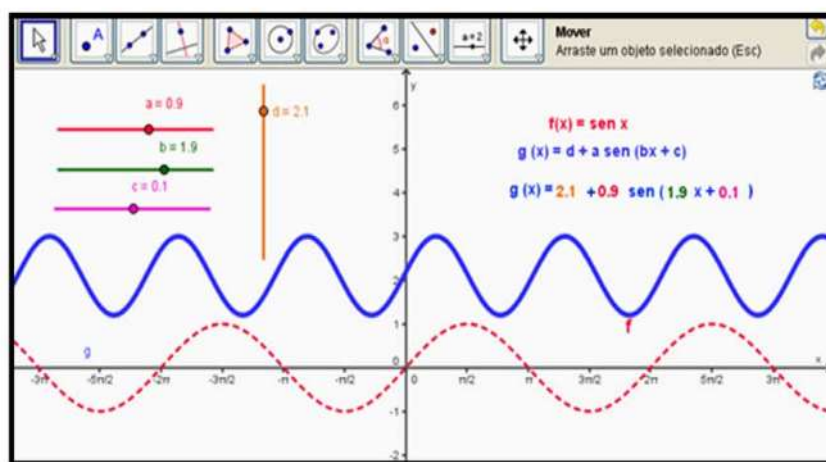 A
a=2
Mover
Arraste um objeto selecionado (Esc)
a = 0.9
b = 1.9
c = 0.1
d = 2.1
f(x) = sen x
g (x) = d + a sen (bx + c)
g (x) = 2.1 +0.9 sen (1.9 x + 0.1 )
y
6
5
4
3
2
1
0
-1
-2
g
f
x
-3π -5π/2 -2π -3π/2 -π -π/2 0 π/2 π 3π/2 2π 5π/2 3π